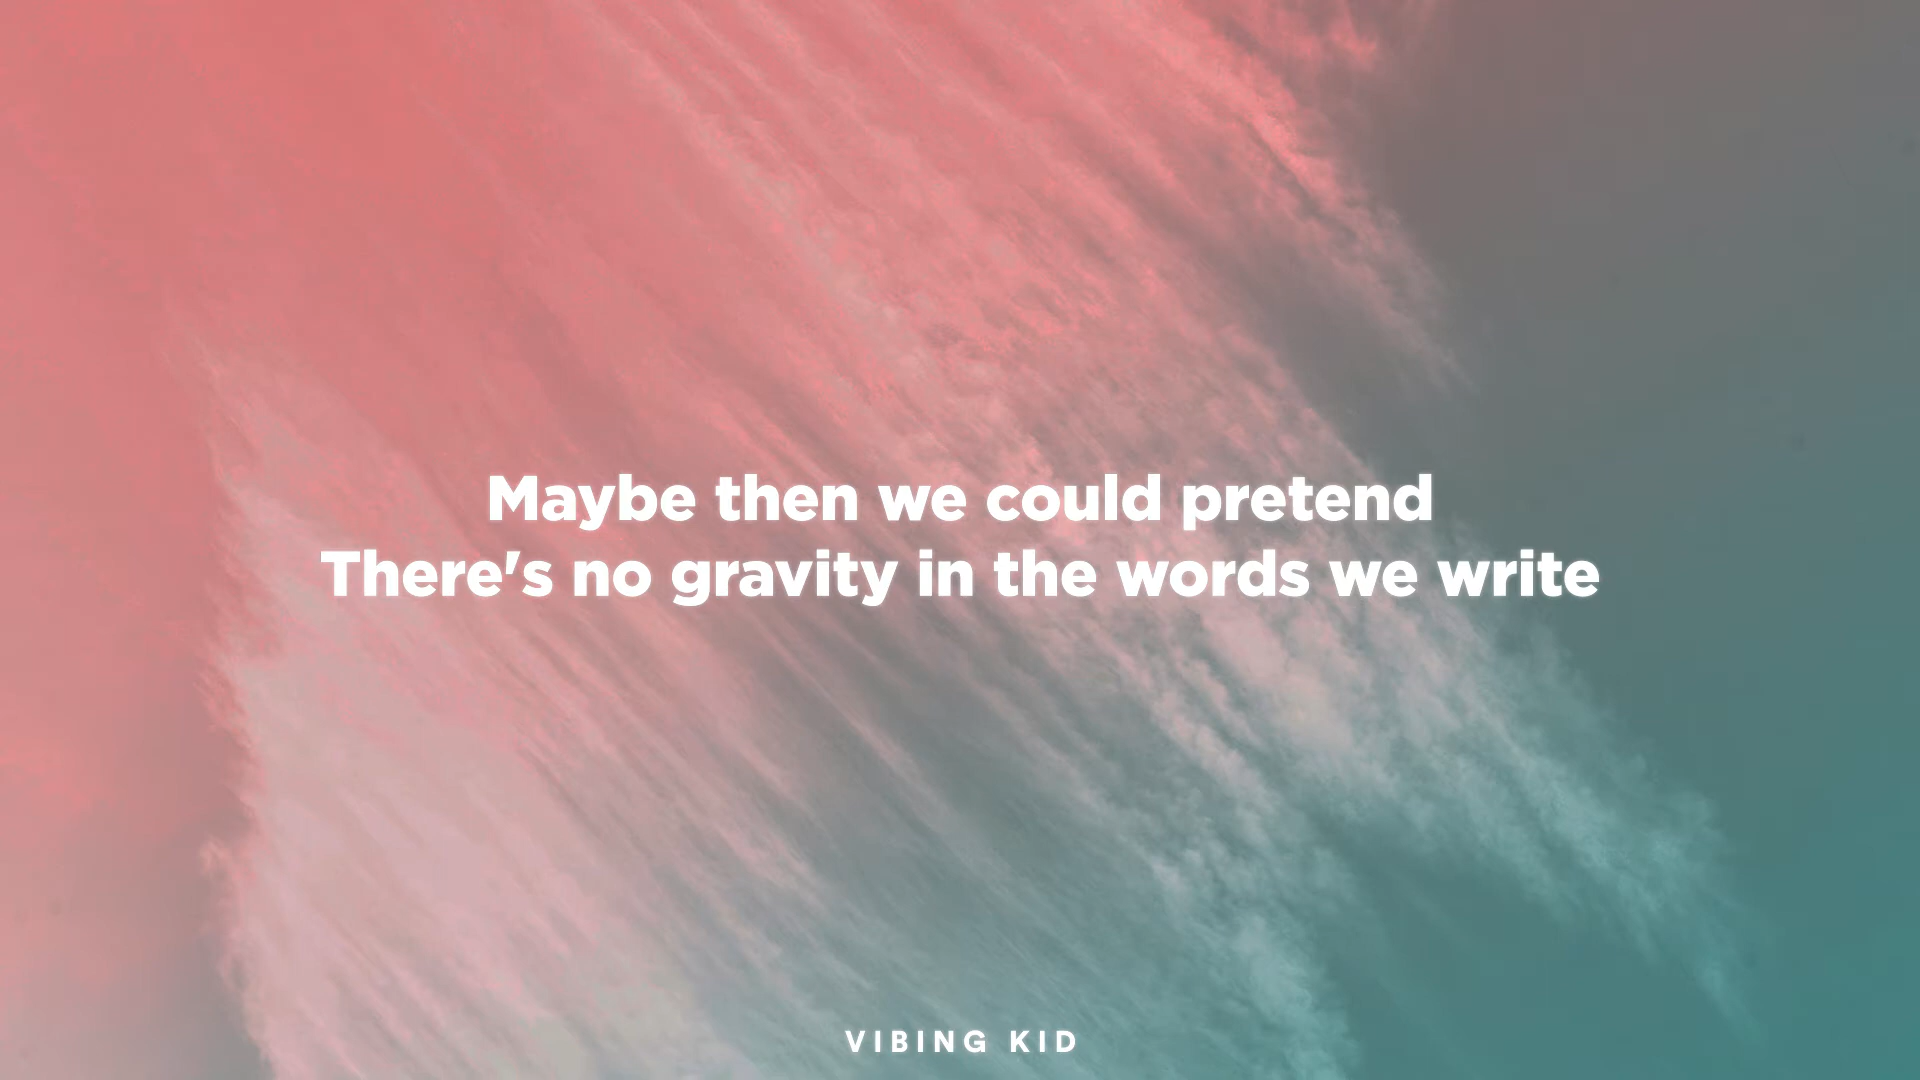 Maybe then we could pretend
There's no gravity in the words we write
VIBING KID